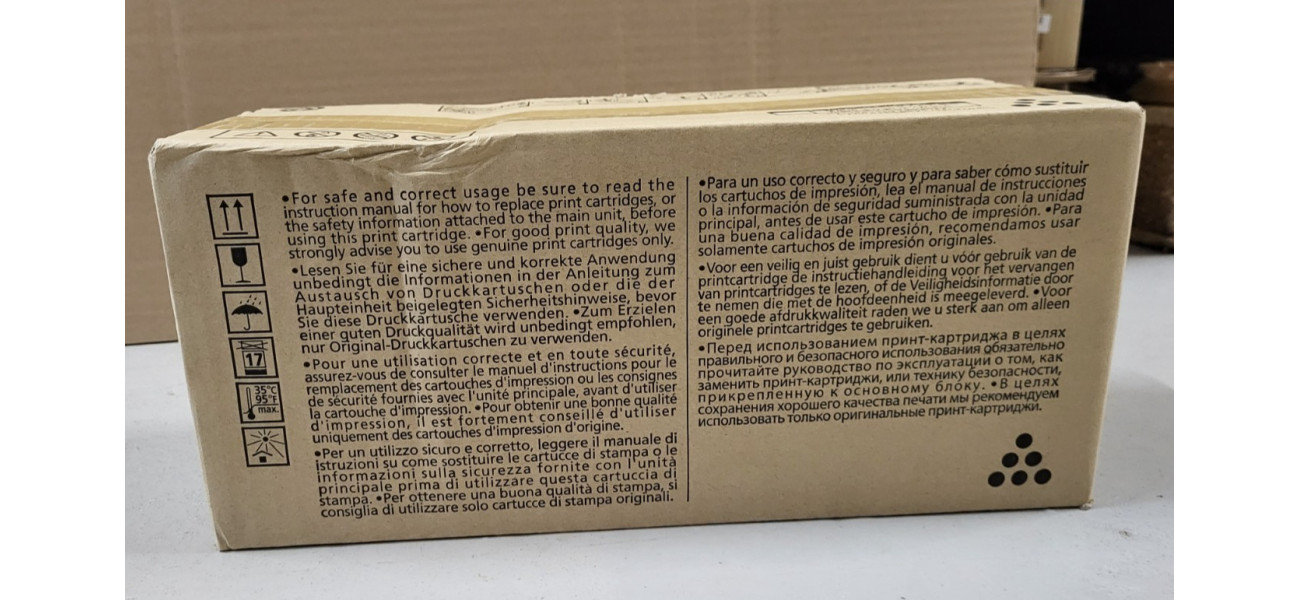 •For safe and correct usage be sure to read the
instruction manual for how to replace print cartridges, or
the safety information attached to the main unit, before
using this print cartridge. •For good print quality, we
strongly advise you to use genuine print cartridges only.
•Lesen Sie für eine sichere und korrekte Anwendung
unbedingt die Informationen in der Anleitung zum
Austausch von Druckkartuschen oder die der
Haupteinheit beigelegten Sicherheitshinweise, bevor
Sie diese Druckkartusche verwenden. •Zum Erzielen
einer guten Druckqualität wird unbedingt empfohlen,
nur Original-Druckkartuschen zu verwenden.
•Pour une utilisation correcte et en toute sécurité,
assurez-vous de consulter le manuel d'instructions pour le
remplacement des cartouches d'impression ou les consignes
de sécurité fournies avec l'unité principale, avant d'utiliser
la cartouche d'impression. •Pour obtenir une bonne qualité
d'impression, il est fortement conseillé d'utiliser
uniquement des cartouches d'impression d'origine.
•Per un utilizzo sicuro e corretto, leggere il manuale di
istruzioni su come sostituire le cartucce di stampa o le
informazioni sulla sicurezza fornite con l'unità
principale prima di utilizzare questa cartuccia di
stampa. •Per ottenere una buona qualità di stampa, si
consiglia di utilizzare solo cartucce di stampa originali.
17
35°C
95°F
max.
•Para un uso correcto y seguro y para saber cómo sustituir
los cartuchos de impresión, lea el manual de instrucciones
o la información de seguridad suministrada con la unidad
principal, antes de usar este cartucho de impresión. •Para
una buena calidad de impresión, recomendamos usar
solamente cartuchos de impresión originales.
•Voor een veilig en juist gebruik dient u vóór gebruik van de
printcartridge de instructiehandleiding voor het vervangen
van printcartridges te lezen, of de Veiligheidsinformatie door
te nemen die met de hoofdeenheid is meegeleverd. •Voor
een goede afdrukkwaliteit raden we u sterk aan om alleen
originele printcartridges te gebruiken.
•Перед использованием принт-картриджа в целях
правильного и безопасного использования обязательно
прочитайте руководство по эксплуатации о том, как
заменить принт-картриджи, или технику безопасности,
прикрепленную к основному блоку. •В целях
сохранения хорошего качества печати мы рекомендуем
использовать только оригинальные принт-картриджи.